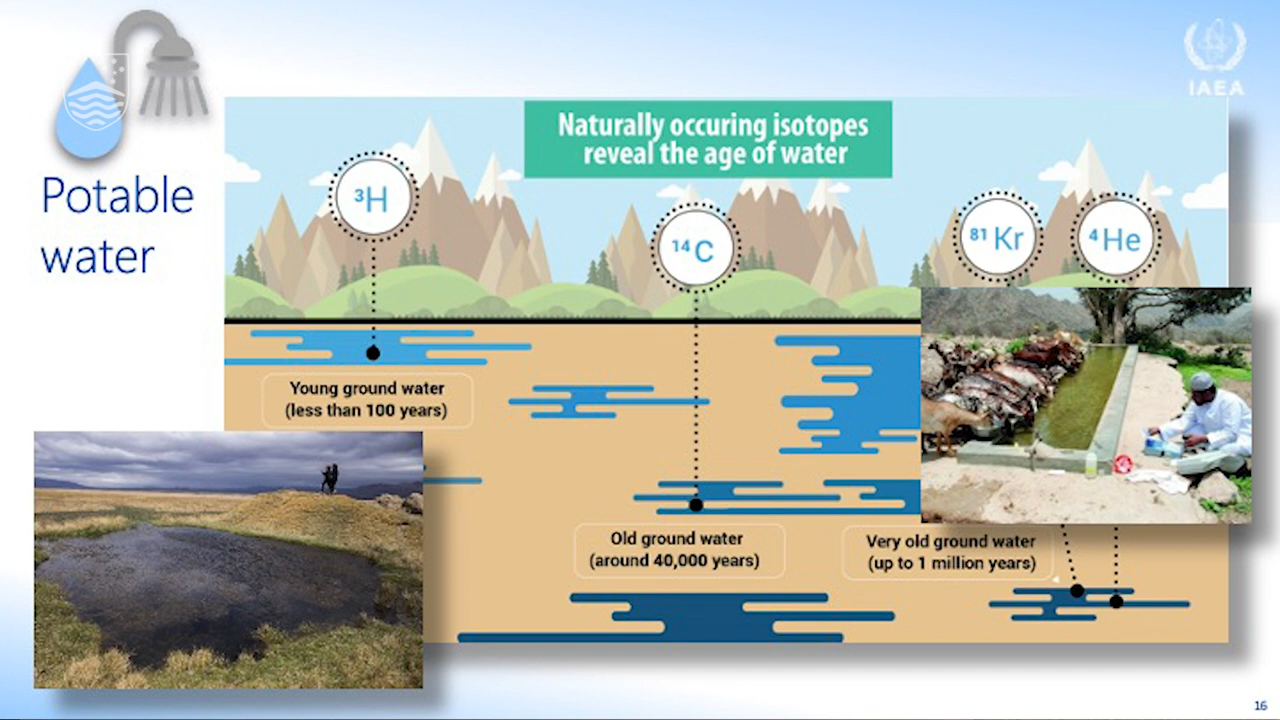 IAEA
Potable
water
Naturally occuring isotopes
reveal the age of water
³H
¹⁴C
⁸¹Kr
⁴He
Young ground water
(less than 100 years)
Old ground water
(around 40,000 years)
Very old ground water
(up to 1 million years)
16